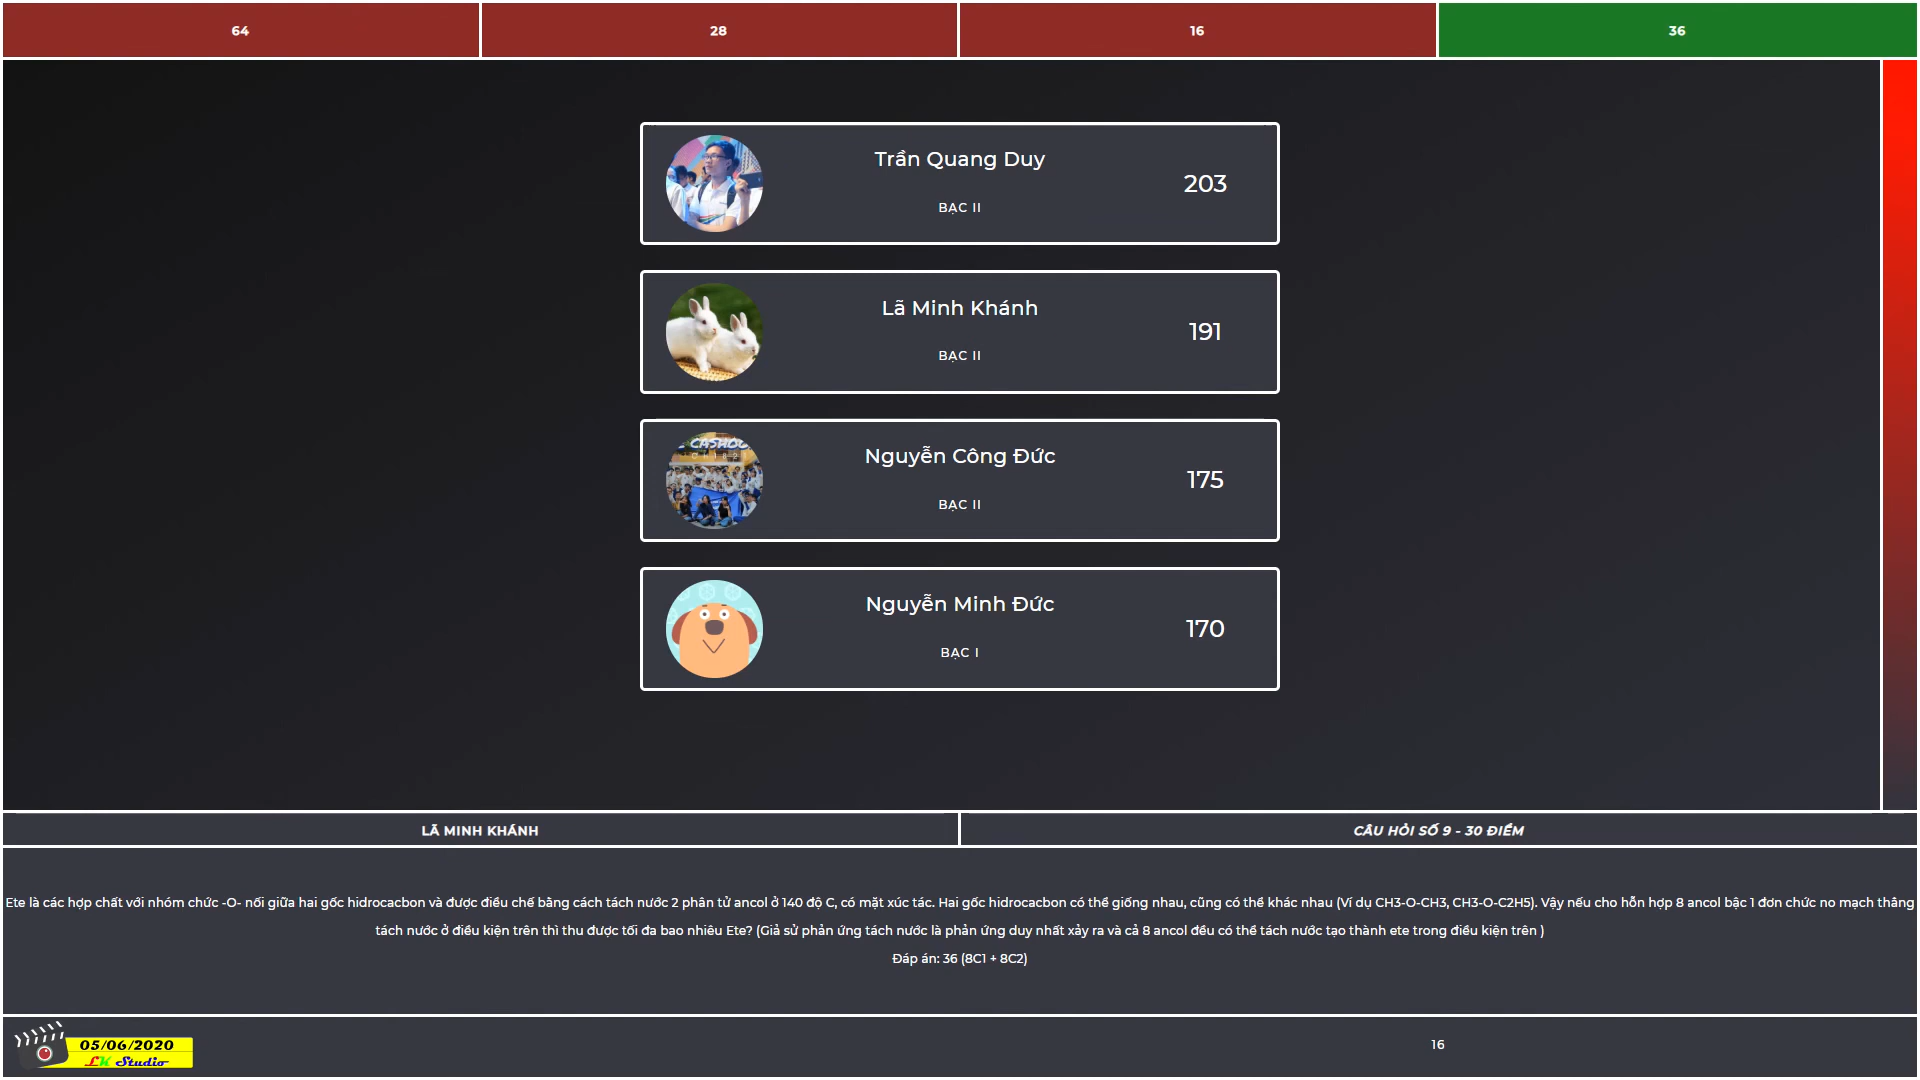 64
28
16
36
Trần Quang Duy
203
BẠC II
Lã Minh Khánh
191
BẠC II
Nguyễn Công Đức
175
BẠC II
Nguyễn Minh Đức
170
BẠC I
LÃ MINH KHÁNH
CÂU HỎI SỐ 9 - 30 ĐIỂM
Ete là các hợp chất với nhóm chức -O- nối giữa hai gốc hidrocacbon và được điều chế bằng cách tách nước 2 phân tử ancol ở 140 độ C, có mặt xúc tác. Hai gốc hidrocacbon có thể giống nhau, cũng có thể khác nhau (Ví dụ CH3-O-CH3, CH3-O-C2H5). Vậy nếu cho hỗn hợp 8 ancol bậc 1 đơn chức no mạch thẳng
tách nước ở điều kiện trên thì thu được tối đa bao nhiêu Ete? (Giả sử phản ứng tách nước là phản ứng duy nhất xảy ra và cả 8 ancol đều có thể tách nước tạo thành ete trong điều kiện trên )
Đáp án: 36 (8C1 + 8C2)
05/06/2020
LK Studio
16